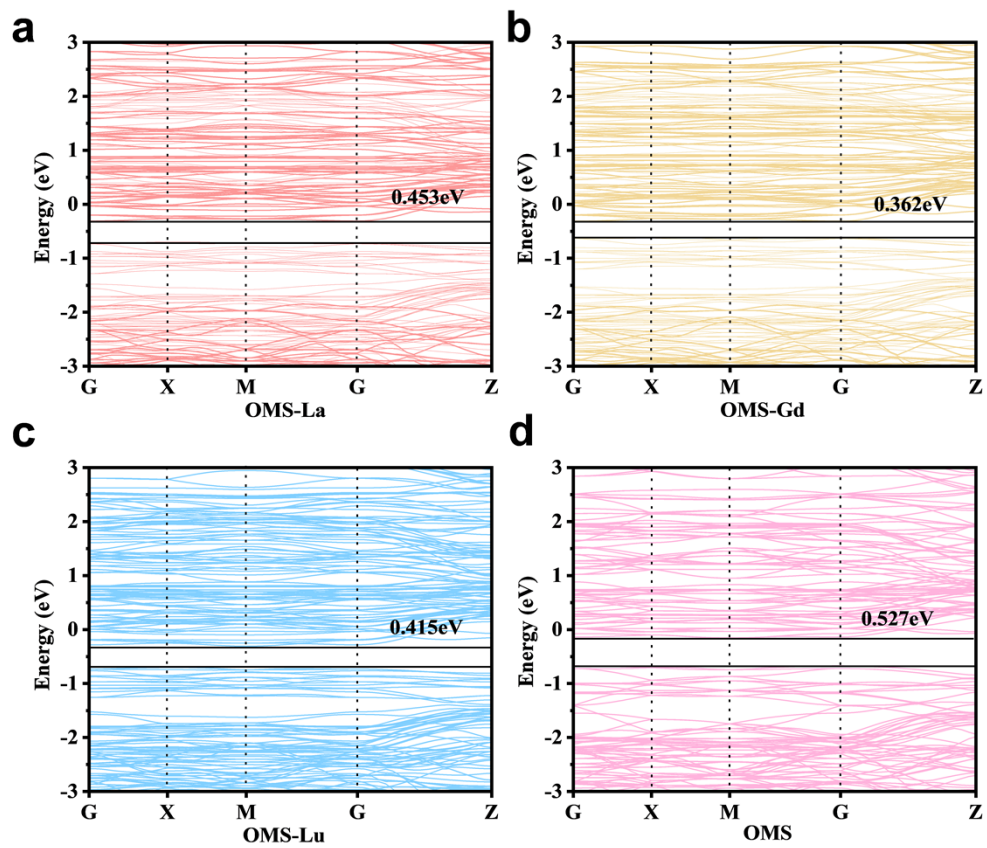 a
3
2
1
0
-1
-2
-3
Energy (eV)
0.453eV
G X M G Z
OMS-La
b
3
2
1
0
-1
-2
-3
Energy (eV)
0.362eV
G X M G Z
OMS-Gd
c
3
2
1
0
-1
-2
-3
Energy (eV)
0.415eV
G X M G Z
OMS-Lu
d
3
2
1
0
-1
-2
-3
Energy (eV)
0.527eV
G X M G Z
OMS